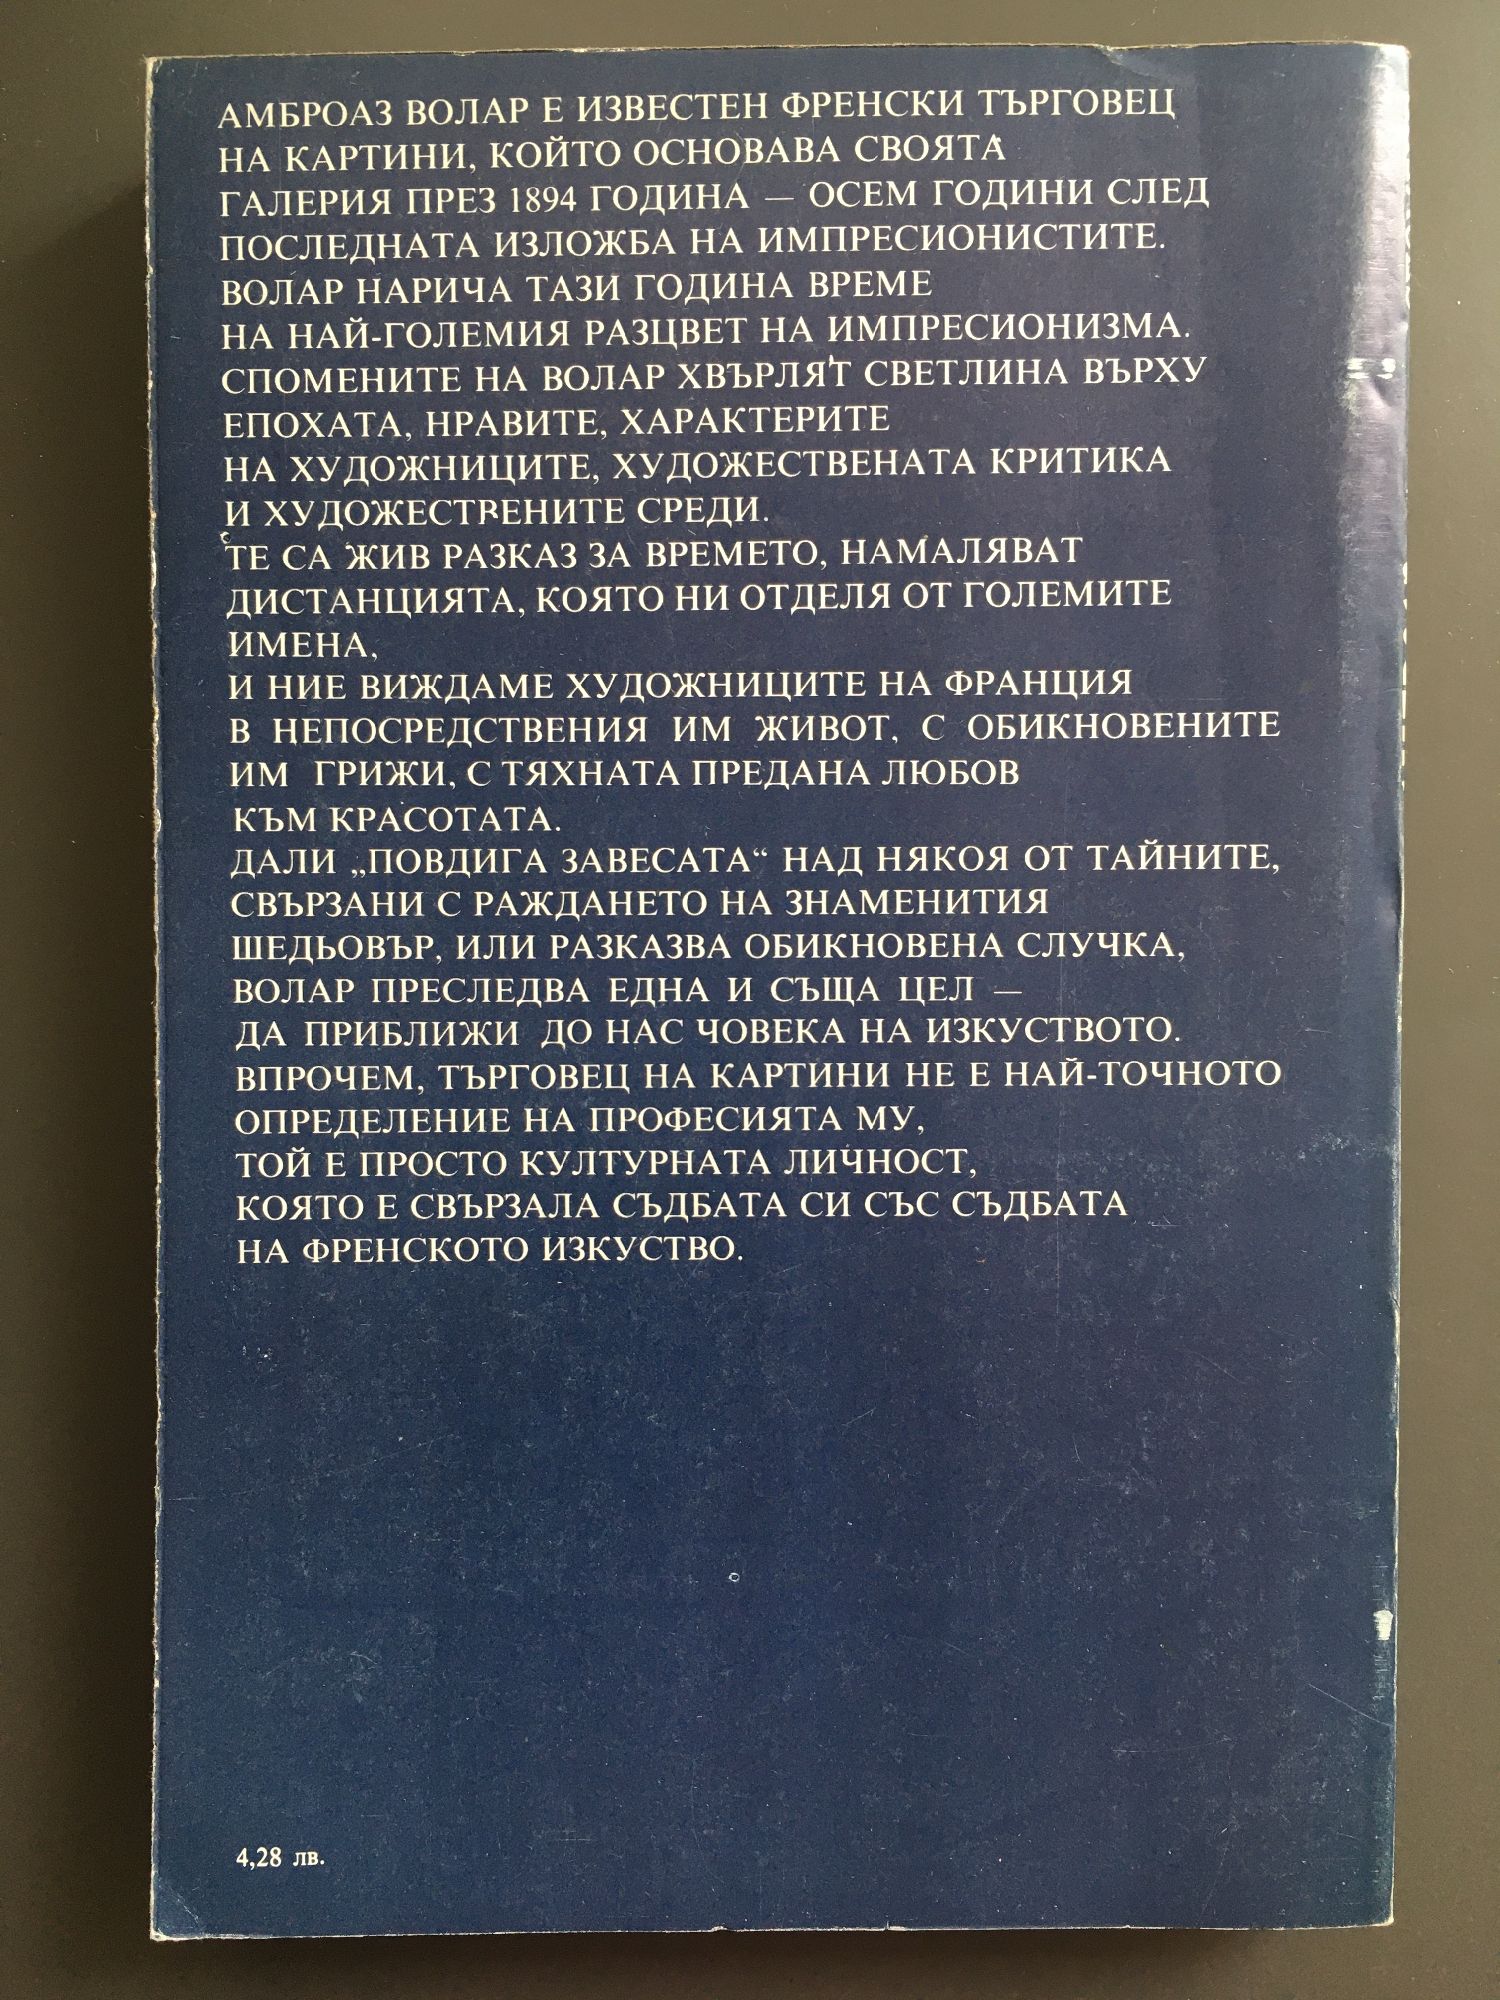 АМБРОАЗ ВОЛАР Е ИЗВЕСТЕН ФРЕНСКИ ТЪРГОВЕЦ
НА КАРТИНИ, КОЙТО ОСНОВАВА СВОЯТА
ГАЛЕРИЯ ПРЕЗ 1894 ГОДИНА — ОСЕМ ГОДИНИ СЛЕД
ПОСЛЕДНАТА ИЗЛОЖБА НА ИМПРЕСИОНИСТИТЕ.
ВОЛАР НАРИЧА ТАЗИ ГОДИНА ВРЕМЕ
НА НАЙ-ГОЛЕМИЯ РАЗЦВЕТ НА ИМПРЕСИОНИЗМА.
СПОМЕНИТЕ НА ВОЛАР ХВЪРЛЯТ СВЕТЛИНА ВЪРХУ
ЕПОХАТА, НРАВИТЕ, ХАРАКТЕРИТЕ
НА ХУДОЖНИЦИТЕ, ХУДОЖЕСТВЕНАТА КРИТИКА
И ХУДОЖЕСТВЕНИТЕ СРЕДИ.
ТЕ СА ЖИВ РАЗКАЗ ЗА ВРЕМЕТО, НАМАЛЯВАТ
ДИСТАНЦИЯТА, КОЯТО НИ ОТДЕЛЯ ОТ ГОЛЕМИТЕ
ИМЕНА,
И НИЕ ВИЖДАМЕ ХУДОЖНИЦИТЕ НА ФРАНЦИЯ
В НЕПОСРЕДСТВЕНИЯ ИМ ЖИВОТ, С ОБИКНОВЕНИТЕ
ИМ ГРИЖИ, С ТЯХНАТА ПРЕДАНА ЛЮБОВ
КЪМ КРАСОТАТА.
ДАЛИ „ПОВДИГА ЗАВЕСАТА“ НАД НЯКОЯ ОТ ТАЙНИТЕ,
СВЪРЗАНИ С РАЖДАНЕТО НА ЗНАМЕНИТИЯ
ШЕДЬОВЪР, ИЛИ РАЗКАЗВА ОБИКНОВЕНА СЛУЧКА,
ВОЛАР ПРЕСЛЕДВА ЕДНА И СЪЩА ЦЕЛ —
ДА ПРИБЛИЖИ ДО НАС ЧОВЕКА НА ИЗКУСТВОТО.
ВПРОЧЕМ, ТЪРГОВЕЦ НА КАРТИНИ НЕ Е НАЙ-ТОЧНОТО
ОПРЕДЕЛЕНИЕ НА ПРОФЕСИЯТА МУ,
ТОЙ Е ПРОСТО КУЛТУРНАТА ЛИЧНОСТ,
КОЯТО Е СВЪРЗАЛА СЪДБАТА СИ СЪС СЪДБАТА
НА ФРЕНСКОТО ИЗКУСТВО.
4,28 лв.